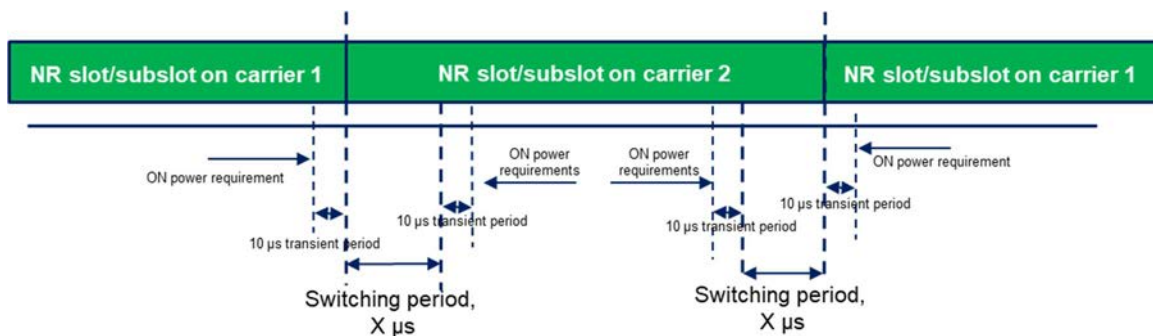 NR slot/subslot on carrier 1
NR slot/subslot on carrier 2
NR slot/subslot on carrier 1
ON power requirement
ON power
requirements
ON power
requirements
ON power requirement
10 µs transient period
10 µs transient period
10 µs transient period
10 µs transient period
Switching period,
X µs
Switching period,
X µs